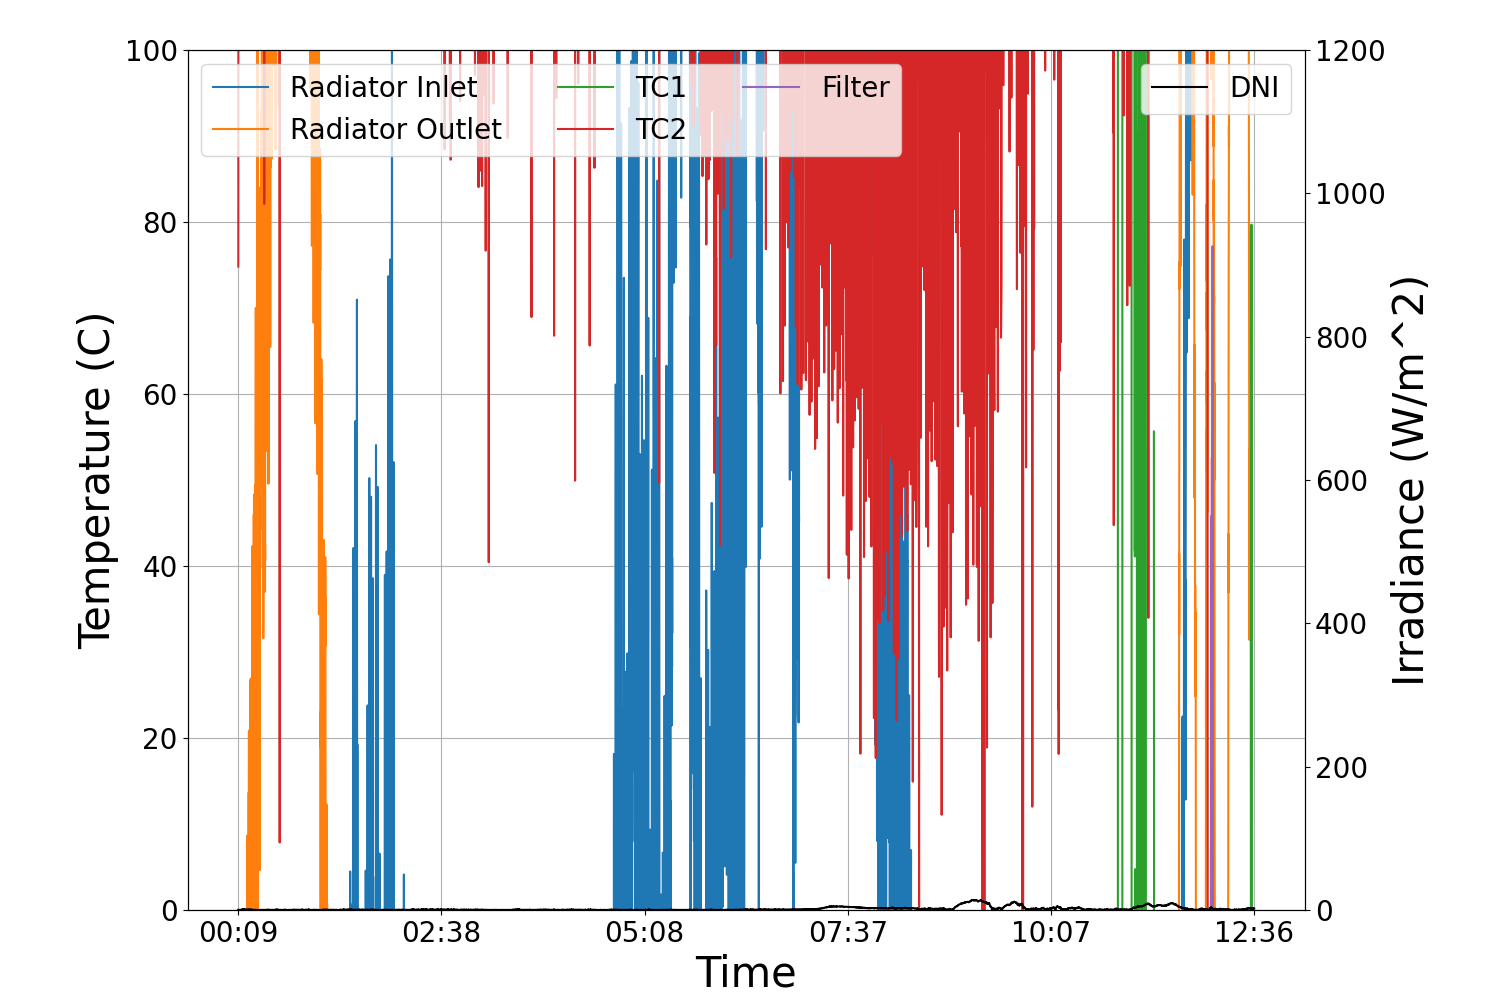 100
80
60
40
20
0
Temperature (C)
Radiator Inlet
Radiator Outlet
TC1
TC2
Filter
DNI
1200
1000
800
600
400
200
0
Irradiance (W/m^2)
00:09
02:38
05:08
07:37
10:07
12:36
Time